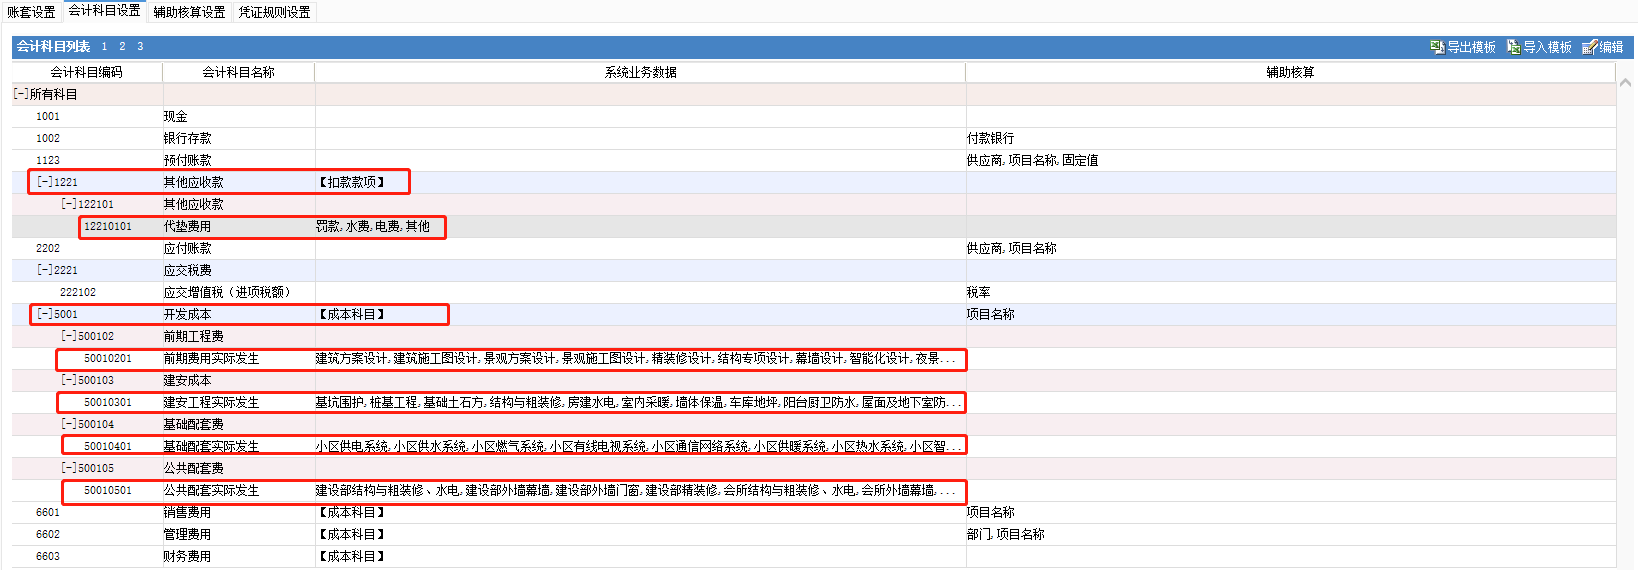 账套设置 会计科目设置 辅助核算设置 凭证规则设置
会计科目列表 1 2 3 导出模板 导入模板 编辑
会计科目编码 会计科目名称 系统业务数据 辅助核算
[-]所有科目
1001 现金
1002 银行存款 付款银行
1123 预付账款 供应商,项目名称,固定值
[-]1221 其他应收款 【扣款款项】
[-]122101 其他应收款
12210101 代垫费用 罚款,水费,电费,其他
2202 应付账款 供应商,项目名称
[-]2221 应交税费
222102 应交增值税（进项税额） 税率
[-]5001 开发成本 【成本科目】 项目名称
[-]500102 前期工程费
50010201 前期费用实际发生 建筑方案设计,建筑施工图设计,景观方案设计,景观施工图设计,精装修设计,结构专项设计,幕墙设计,智能化设计,夜景...
[-]500103 建安成本
50010301 建安工程实际发生 基坑围护,桩基工程,基础土石方,结构与粗装修,房建水电,室内采暖,墙体保温,车库地坪,阳台厨卫防水,屋面及地下室防...
[-]500104 基础配套费
50010401 基础配套实际发生 小区供电系统,小区供水系统,小区燃气系统,小区有线电视系统,小区通信网络系统,小区供暖系统,小区热水系统,小区智...
[-]500105 公共配套费
50010501 公共配套实际发生 建设部结构与粗装修、水电,建设部外墙幕墙,建设部外墙门窗,建设部精装修,会所结构与粗装修、水电,会所外墙幕墙,...
6601 销售费用 【成本科目】 项目名称
6602 管理费用 【成本科目】 部门,项目名称
6603 财务费用 【成本科目】